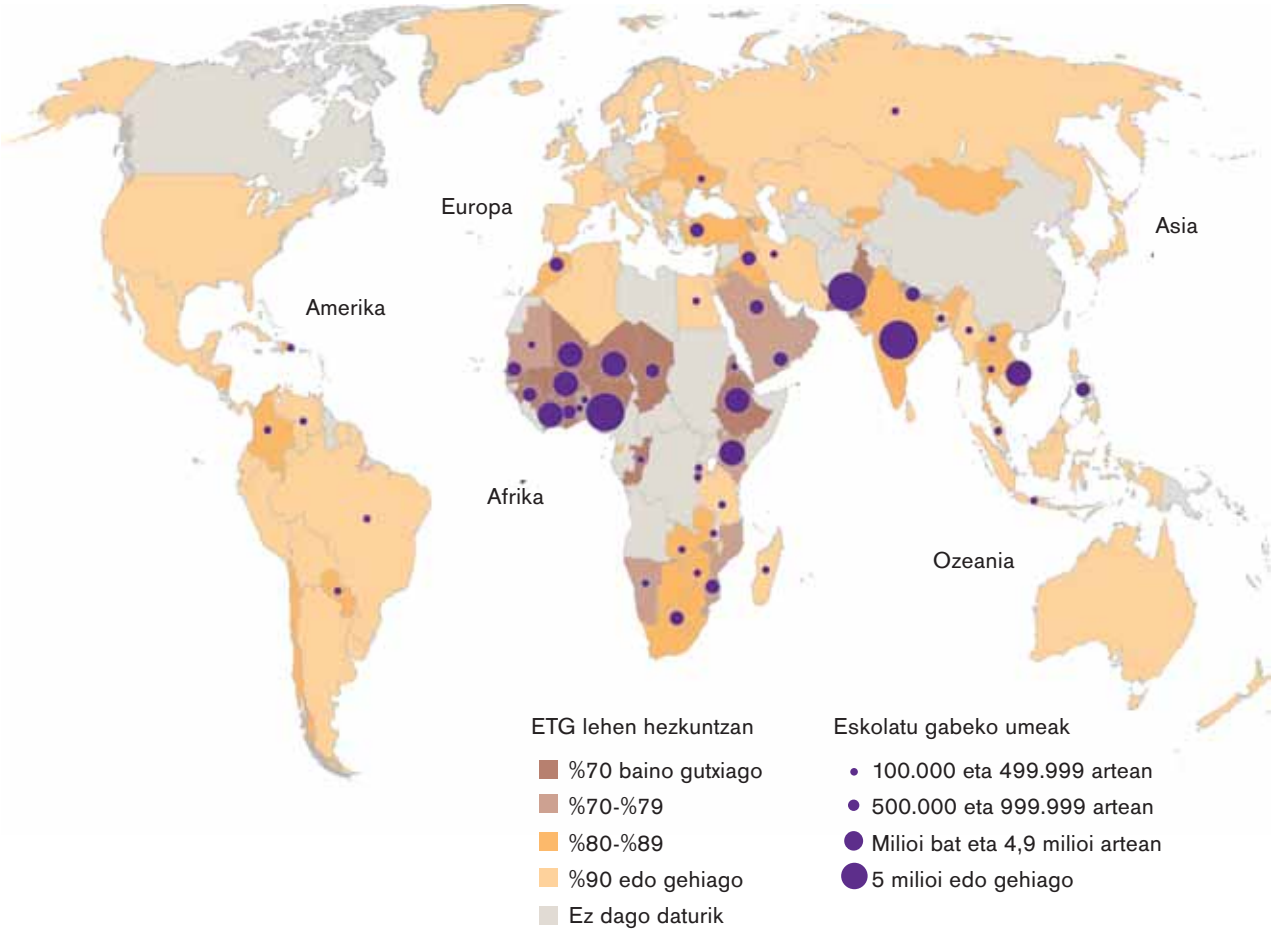 Europa
Asia
Amerika
Afrika
Ozeania
ETG lehen hezkuntzan
%70 baino gutxiago
%70-%79
%80-%89
%90 edo gehiago
Ez dago daturik
Eskolatu gabeko umeak
100.000 eta 499.999 artean
500.000 eta 999.999 artean
Milioi bat eta 4,9 milioi artean
5 milioi edo gehiago